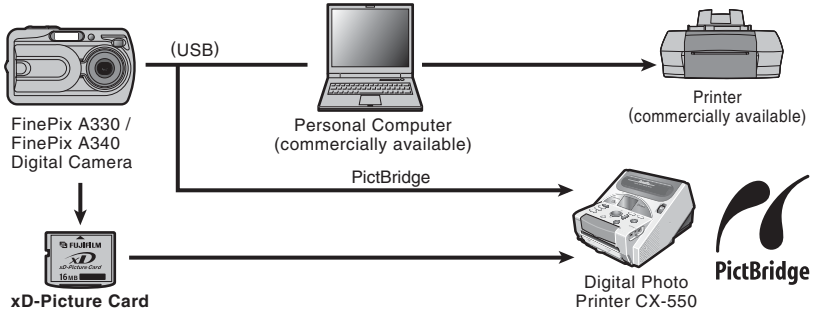 (USB)
FinePix A330 /
FinePix A340
Digital Camera
Personal Computer
(commercially available)
Printer
(commercially available)
PictBridge
FUJIFILM
xD
xD-Picture Card
16MB
xD-Picture Card
Digital Photo
Printer CX-550
PictBridge